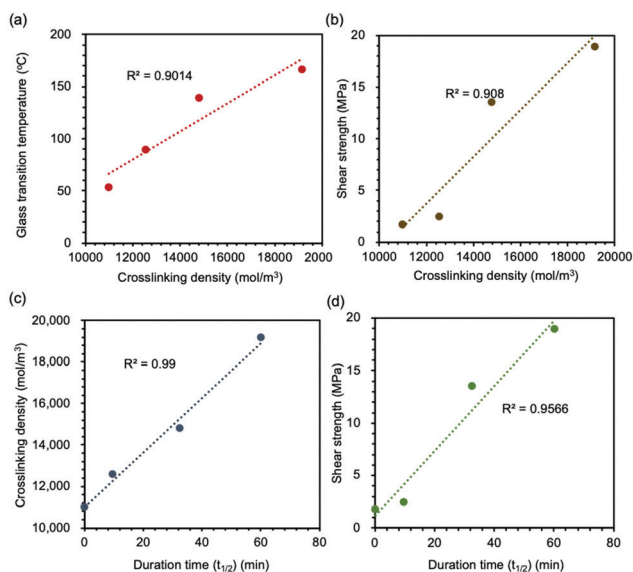 (a)
Glass transition temperature (°C)
200
150
100
50
0
R² = 0.9014
10000 12000 14000 16000 18000 20000
Crosslinking density (mol/m³)
(b)
Shear strength (MPa)
20
15
10
5
0
R² = 0.908
10000 12000 14000 16000 18000 20000
Crosslinking density (mol/m³)
(c)
Crosslinking density (mol/m³)
20,000
18,000
16,000
14,000
12,000
10,000
R² = 0.99
0 20 40 60 80
Duration time (t1/2) (min)
(d)
Shear strength (MPa)
20
15
10
5
0
R² = 0.9566
0 20 40 60 80
Duration time (t1/2) (min)